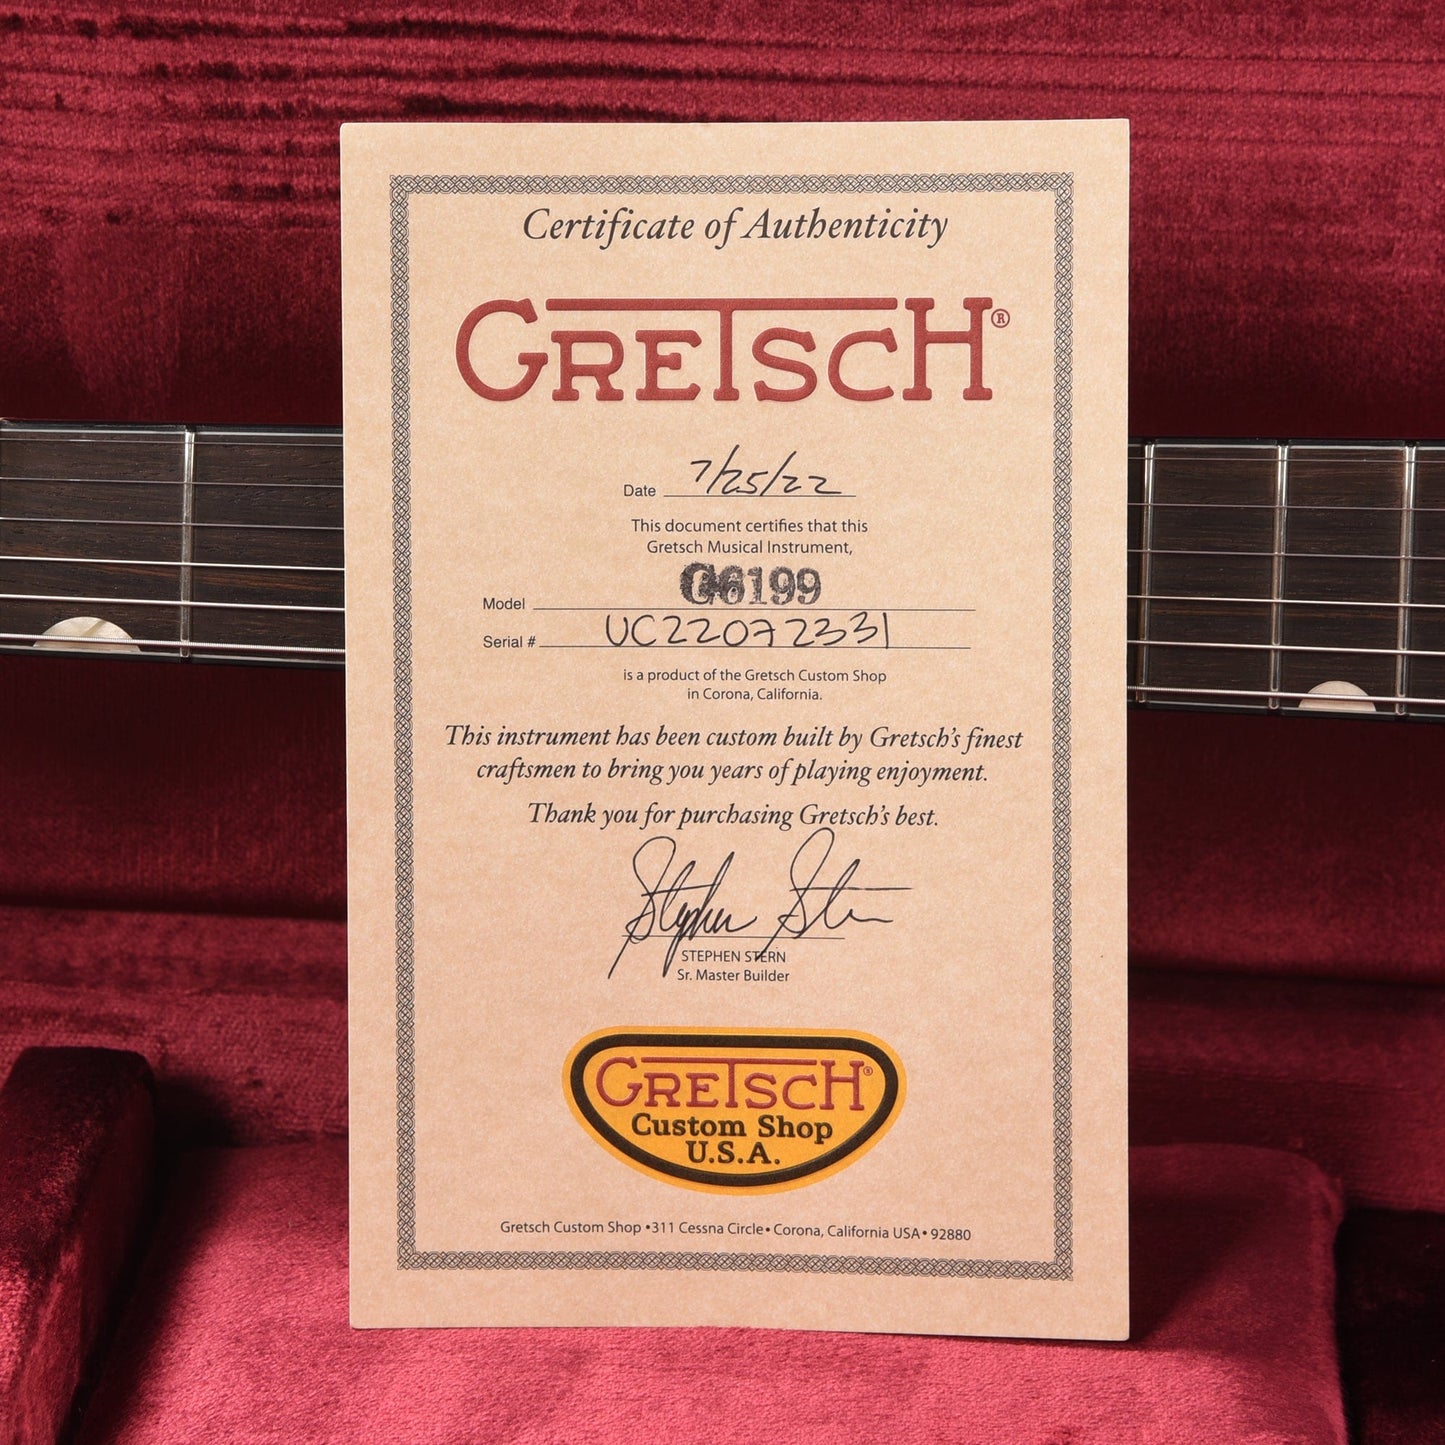 Certificate of Authenticity
GRETSCH®
Date 7/25/22
This document certifies that this
Gretsch Musical Instrument,
Model G6199
Serial # UC22072331
is a product of the Gretsch Custom Shop
in Corona, California.
This instrument has been custom built by Gretsch's finest
craftsmen to bring you years of playing enjoyment.
Thank you for purchasing Gretsch's best.
Stephen Stern
STEPHEN STERN
Sr. Master Builder
GRETSCH®
Custom Shop
U.S.A.
Gretsch Custom Shop •311 Cessna Circle• Corona, California USA• 92880